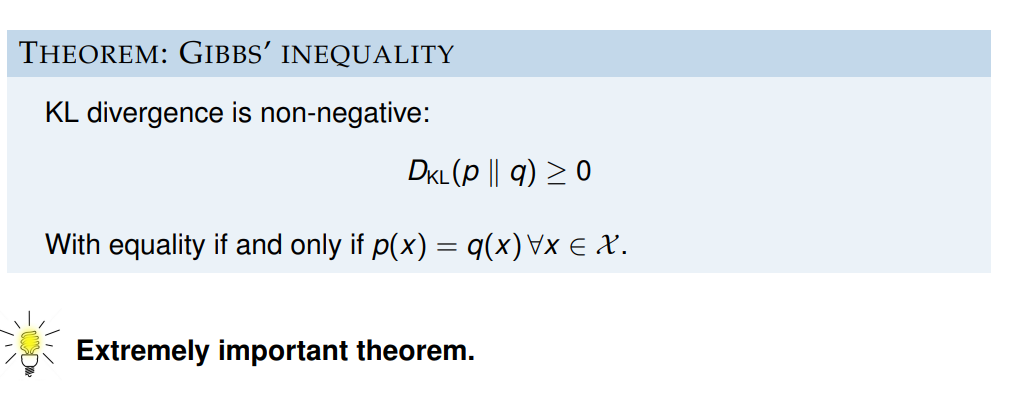 THEOREM: GIBBS’ INEQUALITY
KL divergence is non-negative:
D_KL(p ∥ q) ≥ 0
With equality if and only if p(x) = q(x) ∀x ∈ 𝒳.
Extremely important theorem.